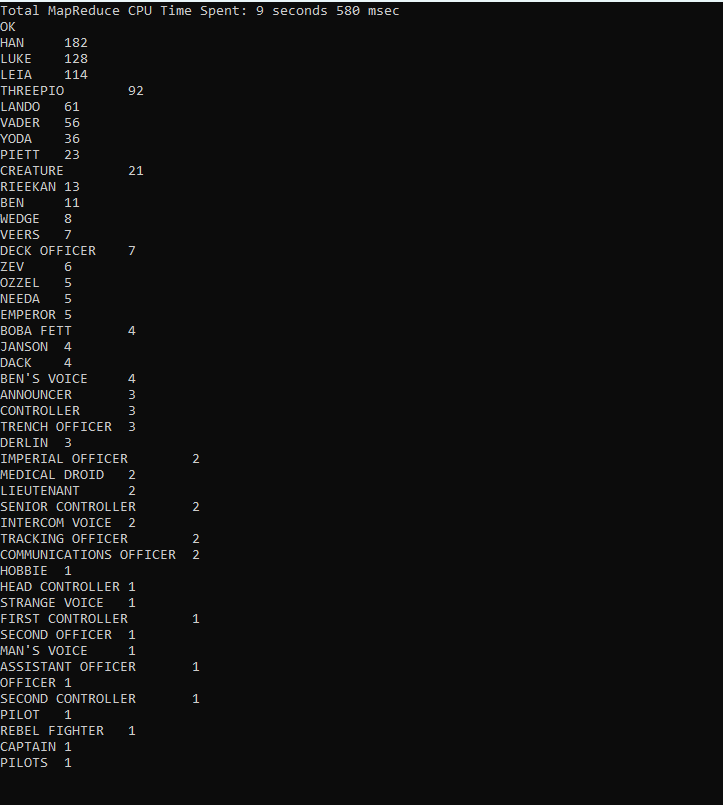 Total MapReduce CPU Time Spent: 9 seconds 580 msec
OK
HAN	182
LUKE	128
LEIA	114
THREEPIO	92
LANDO	61
VADER	56
YODA	36
PIETT	23
CREATURE	21
RIEEKAN	13
BEN	11
WEDGE	8
VEERS	7
DECK OFFICER	7
ZEV	6
OZZEL	5
NEEDA	5
EMPEROR	5
BOBA FETT	4
JANSON	4
DACK	4
BEN'S VOICE	4
ANNOUNCER	3
CONTROLLER	3
TRENCH OFFICER	3
DERLIN	3
IMPERIAL OFFICER	2
MEDICAL DROID	2
LIEUTENANT	2
SENIOR CONTROLLER	2
INTERCOM VOICE	2
TRACKING OFFICER	2
COMMUNICATIONS OFFICER	2
HOBBIE	1
HEAD CONTROLLER	1
STRANGE VOICE	1
FIRST CONTROLLER	1
SECOND OFFICER	1
MAN'S VOICE	1
ASSISTANT OFFICER	1
OFFICER	1
SECOND CONTROLLER	1
PILOT	1
REBEL FIGHTER	1
CAPTAIN	1
PILOTS	1